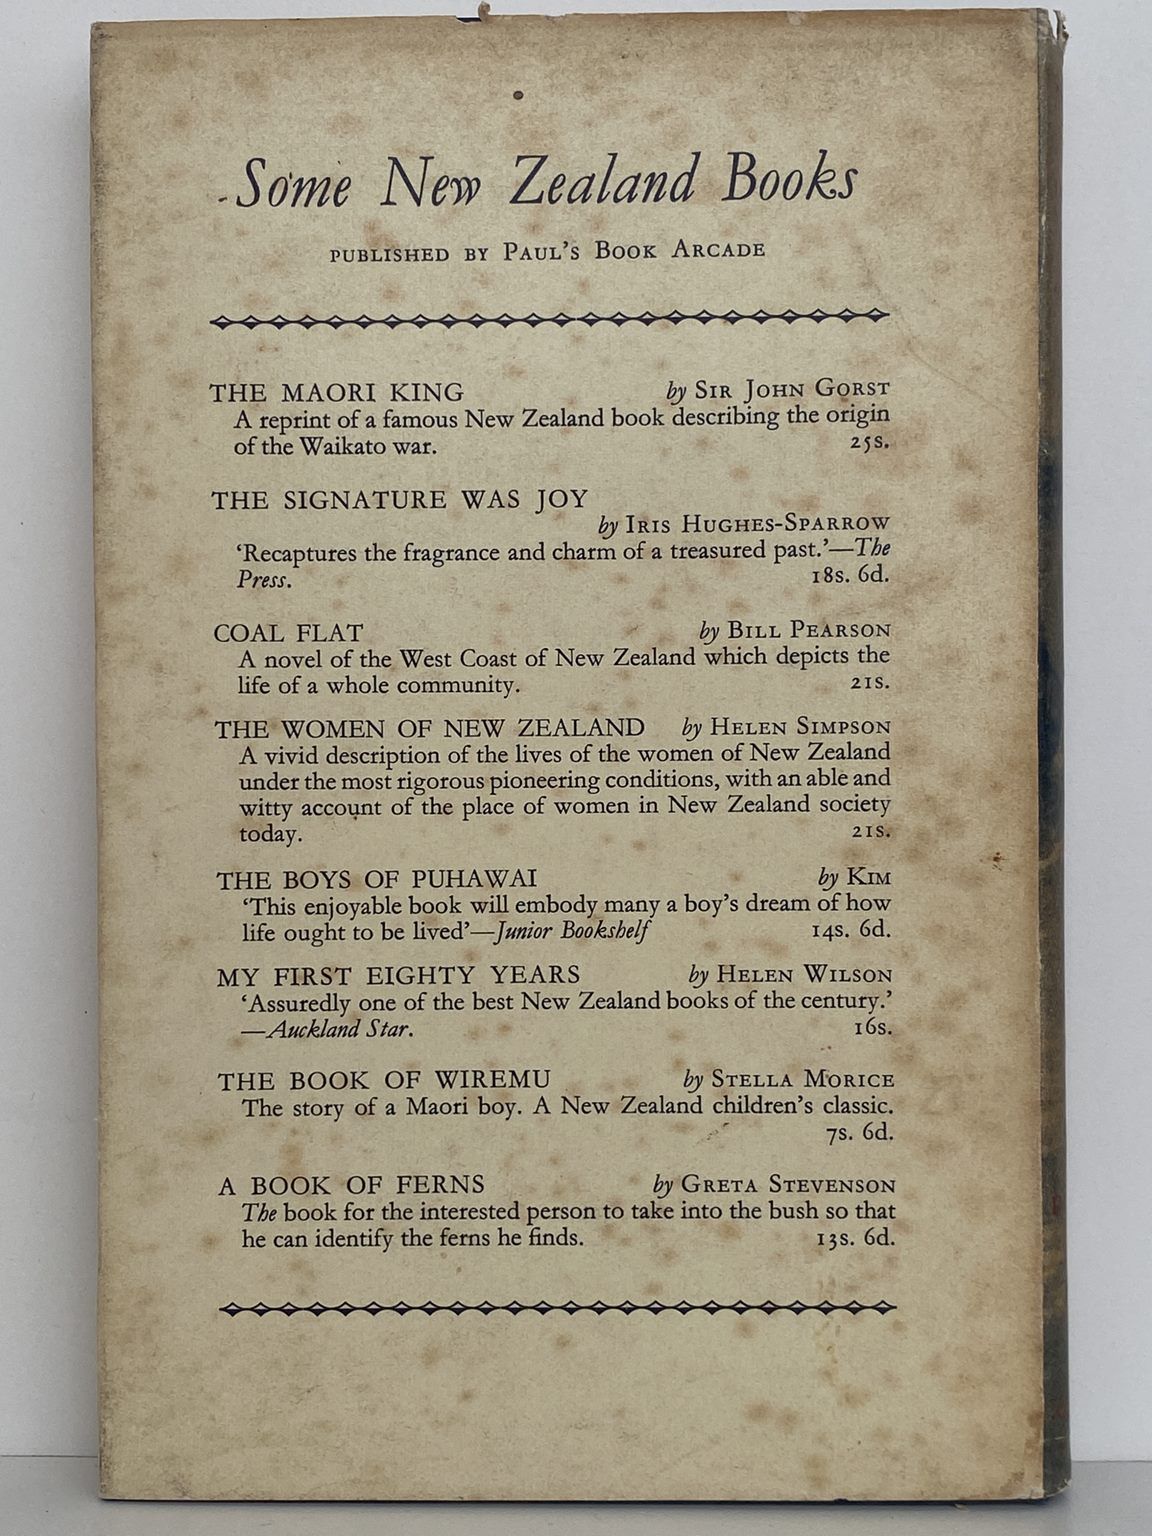 Some New Zealand Books
PUBLISHED BY PAUL'S BOOK ARCADE
THE MAORI KING by SIR JOHN GORST
A reprint of a famous New Zealand book describing the origin
of the Waikato war. 25s.
THE SIGNATURE WAS JOY
by IRIS HUGHES-SPARROW
‘Recaptures the fragrance and charm of a treasured past.’—The
Press. 18s. 6d.
COAL FLAT by BILL PEARSON
A novel of the West Coast of New Zealand which depicts the
life of a whole community. 21s.
THE WOMEN OF NEW ZEALAND by HELEN SIMPSON
A vivid description of the lives of the women of New Zealand
under the most rigorous pioneering conditions, with an able and
witty account of the place of women in New Zealand society
today. 21s.
THE BOYS OF PUHAWAI by KIM
‘This enjoyable book will embody many a boy’s dream of how
life ought to be lived’—Junior Bookshelf 14s. 6d.
MY FIRST EIGHTY YEARS by HELEN WILSON
‘Assuredly one of the best New Zealand books of the century.’
—Auckland Star. 16s.
THE BOOK OF WIREMU by STELLA MORICE
The story of a Maori boy. A New Zealand children’s classic.
7s. 6d.
A BOOK OF FERNS by GRETA STEVENSON
The book for the interested person to take into the bush so that
he can identify the ferns he finds. 13s. 6d.